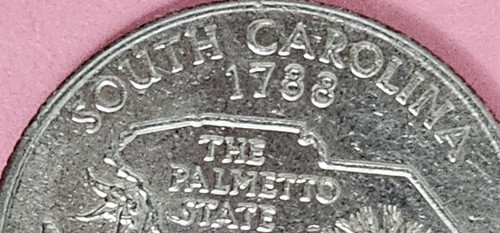 SOUTH CAROLINA
1788
THE
PALMETTO
STATE